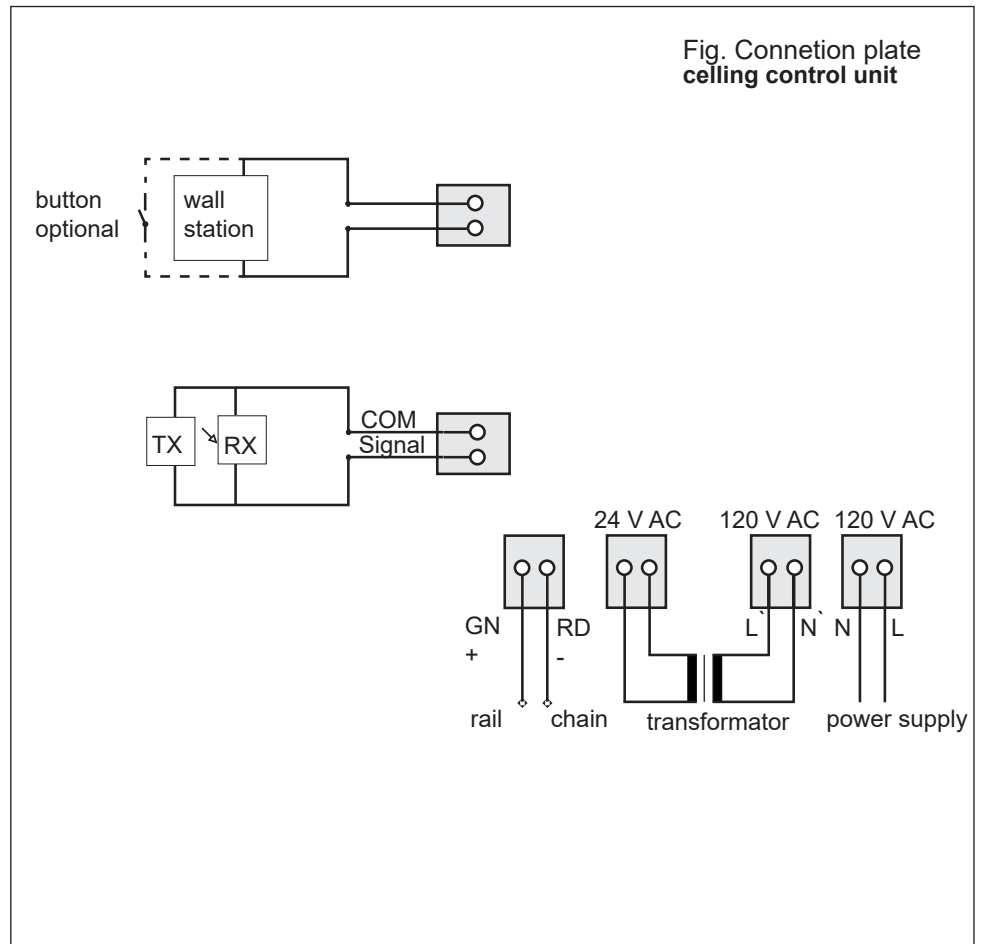 Fig. Connetion plate
celling control unit
button
optional
wall
station
TX
RX
COM
Signal
24 V AC
120 V AC
120 V AC
GN
+
RD
-
L`
N`
N
L
rail
chain
transformator
power supply